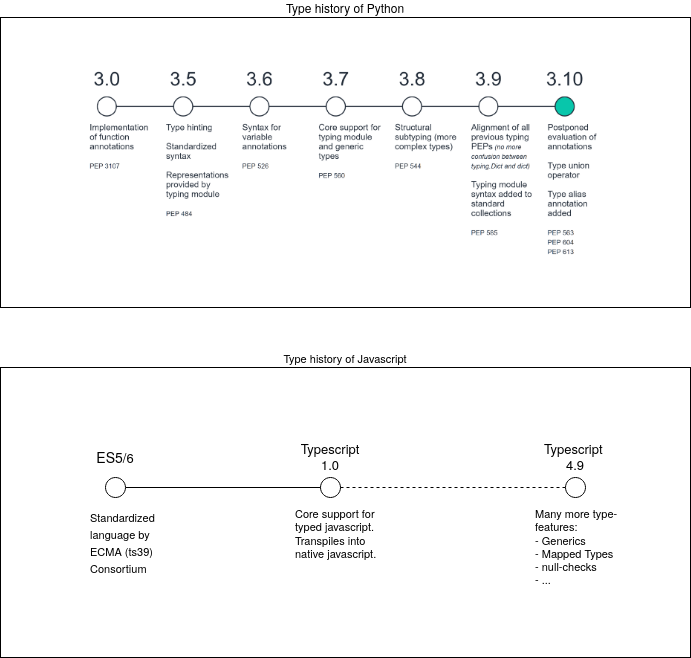 Type history of Python
3.0
3.5
3.6
3.7
3.8
3.9
3.10
Implementation
of function
annotations
PEP 3107
Type hinting
Standardized
syntax
Representations
provided by
typing module
PEP 484
Syntax for
variable
annotations
PEP 526
Core support for
typing module
and generic
types
PEP 560
Structural
subtyping (more
complex types)
PEP 544
Alignment of all
previous typing
PEPs (no more
confusion between
typing.Dict and dict)
Typing module
syntax added to
standard
collections
PEP 585
Postponed
evaluation of
annotations
Type union
operator
Type alias
annotation
added
PEP 563
PEP 604
PEP 613
Type history of Javascript
ES5/6
Standardized
language by
ECMA (ts39)
Consortium
Typescript
1.0
Core support for
typed javascript.
Transpiles into
native javascript.
Typescript
4.9
Many more type-
features:
- Generics
- Mapped Types
- null-checks
- ...